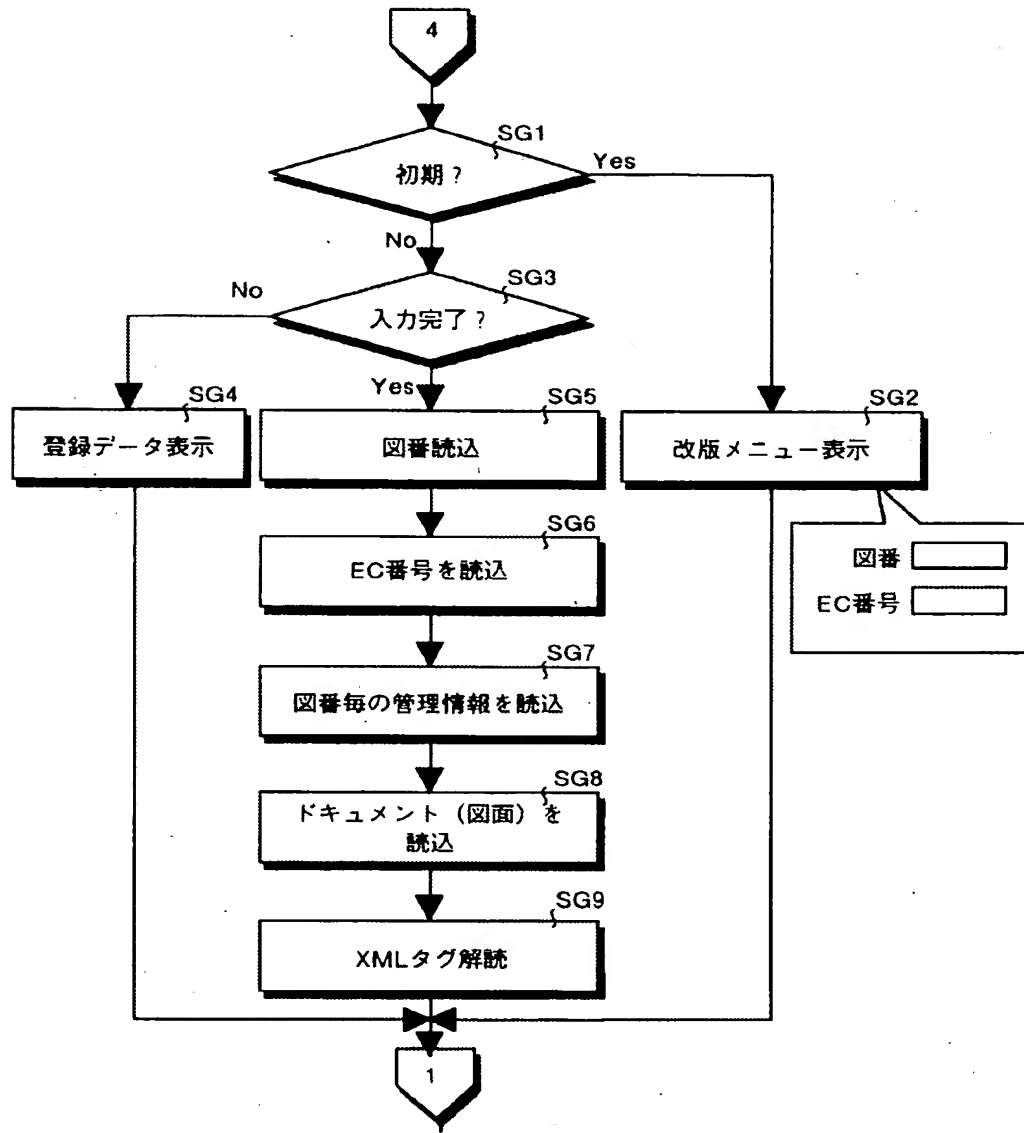 4
SG1
初期？
Yes
No
SG3
No
入力完了？
Yes
SG4
登録データ表示
SG5
図番読込
SG2
改版メニュー表示
図番
EC番号
SG6
EC番号を読込
SG7
図番毎の管理情報を読込
SG8
ドキュメント（図面）を
読込
SG9
XMLタグ解読
1